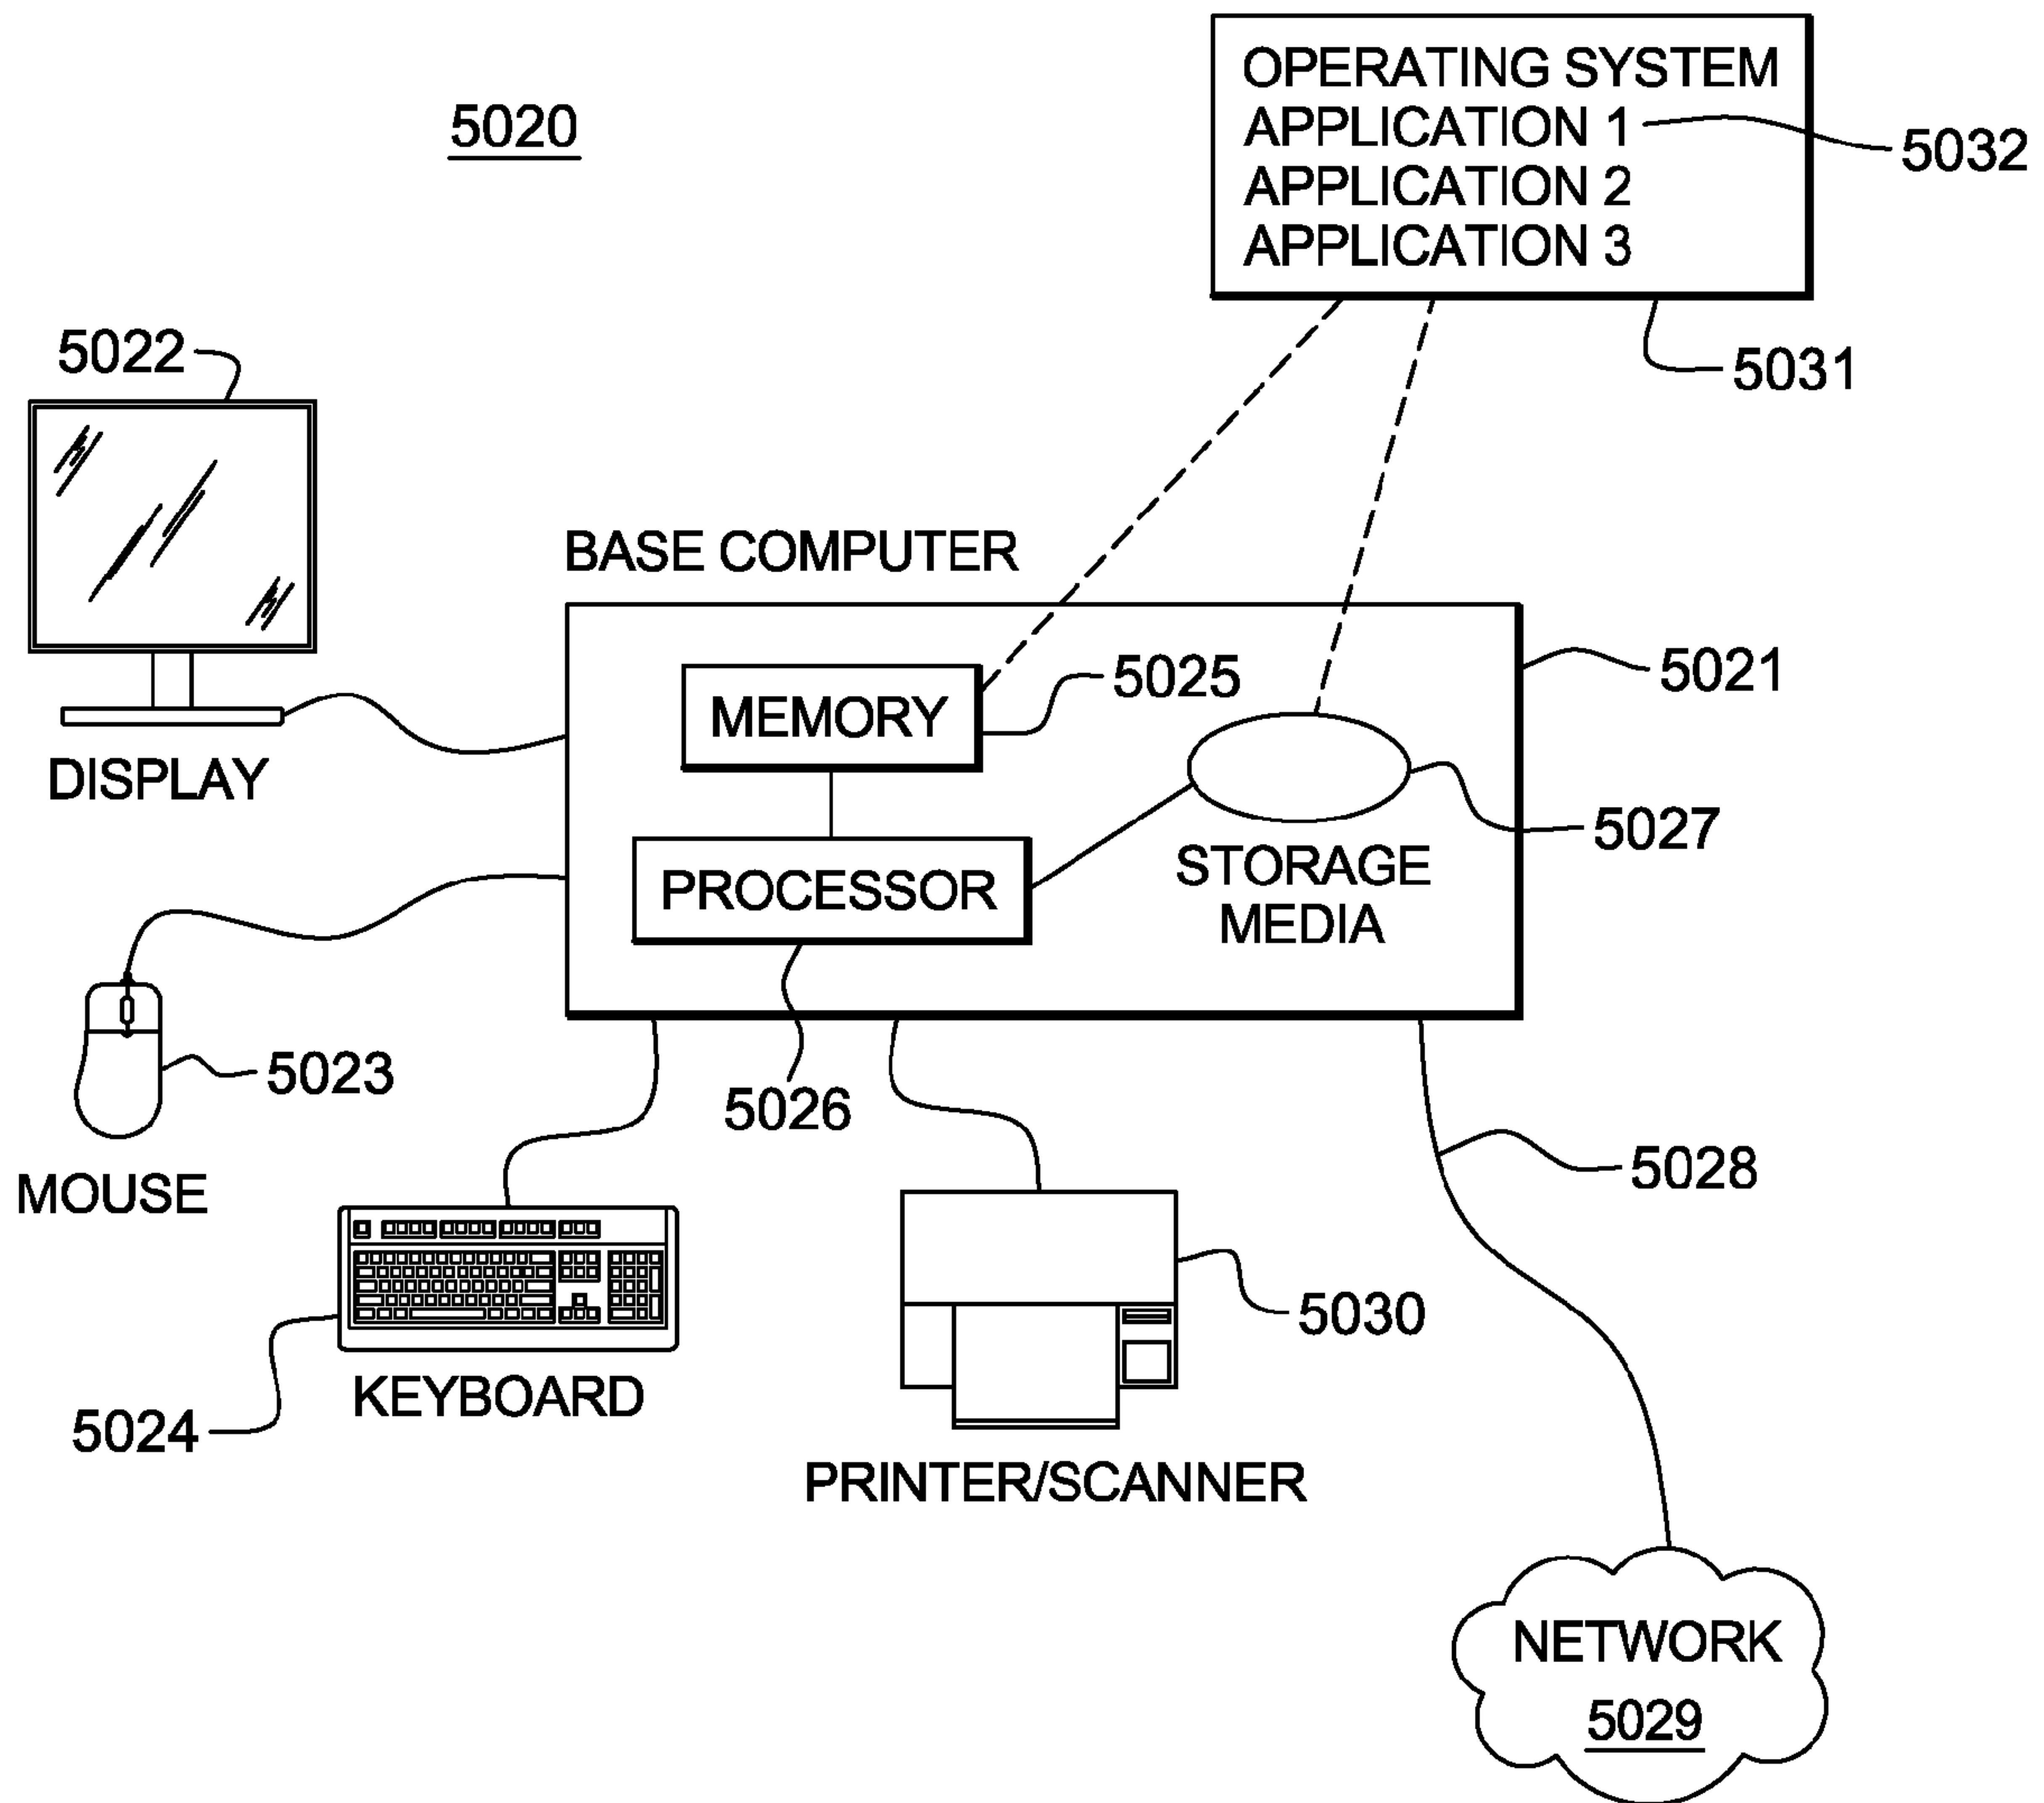 5020
OPERATING SYSTEM
APPLICATION 1
APPLICATION 2
APPLICATION 3
5032
5031
5022
DISPLAY
BASE COMPUTER
5021
MEMORY
5025
5027
STORAGE
MEDIA
PROCESSOR
5026
5023
MOUSE
5024
KEYBOARD
5030
PRINTER/SCANNER
5028
NETWORK
5029